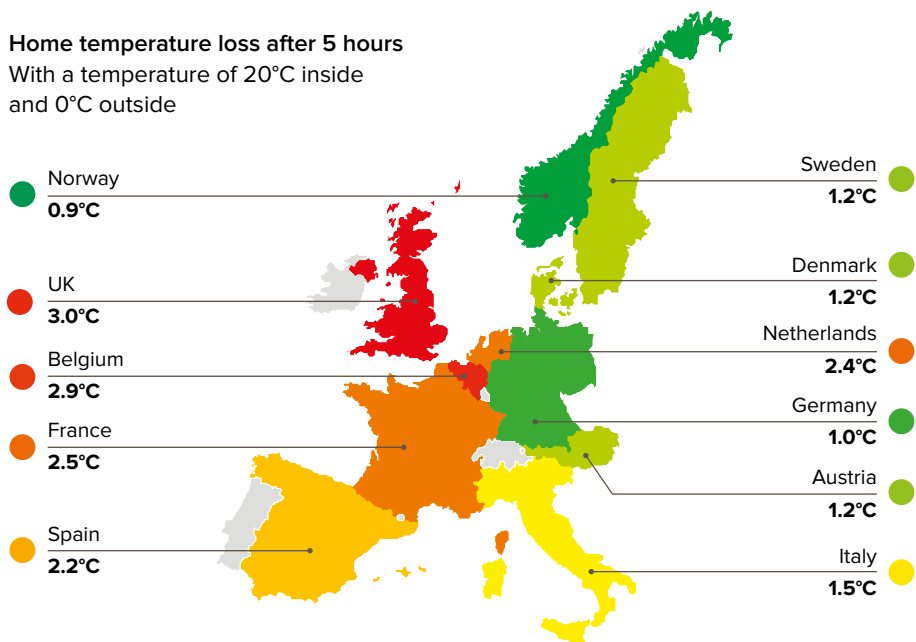 Home temperature loss after 5 hours
With a temperature of 20°C inside
and 0°C outside
Norway
0.9°C
UK
3.0°C
Belgium
2.9°C
France
2.5°C
Spain
2.2°C
Sweden
1.2°C
Denmark
1.2°C
Netherlands
2.4°C
Germany
1.0°C
Austria
1.2°C
Italy
1.5°C